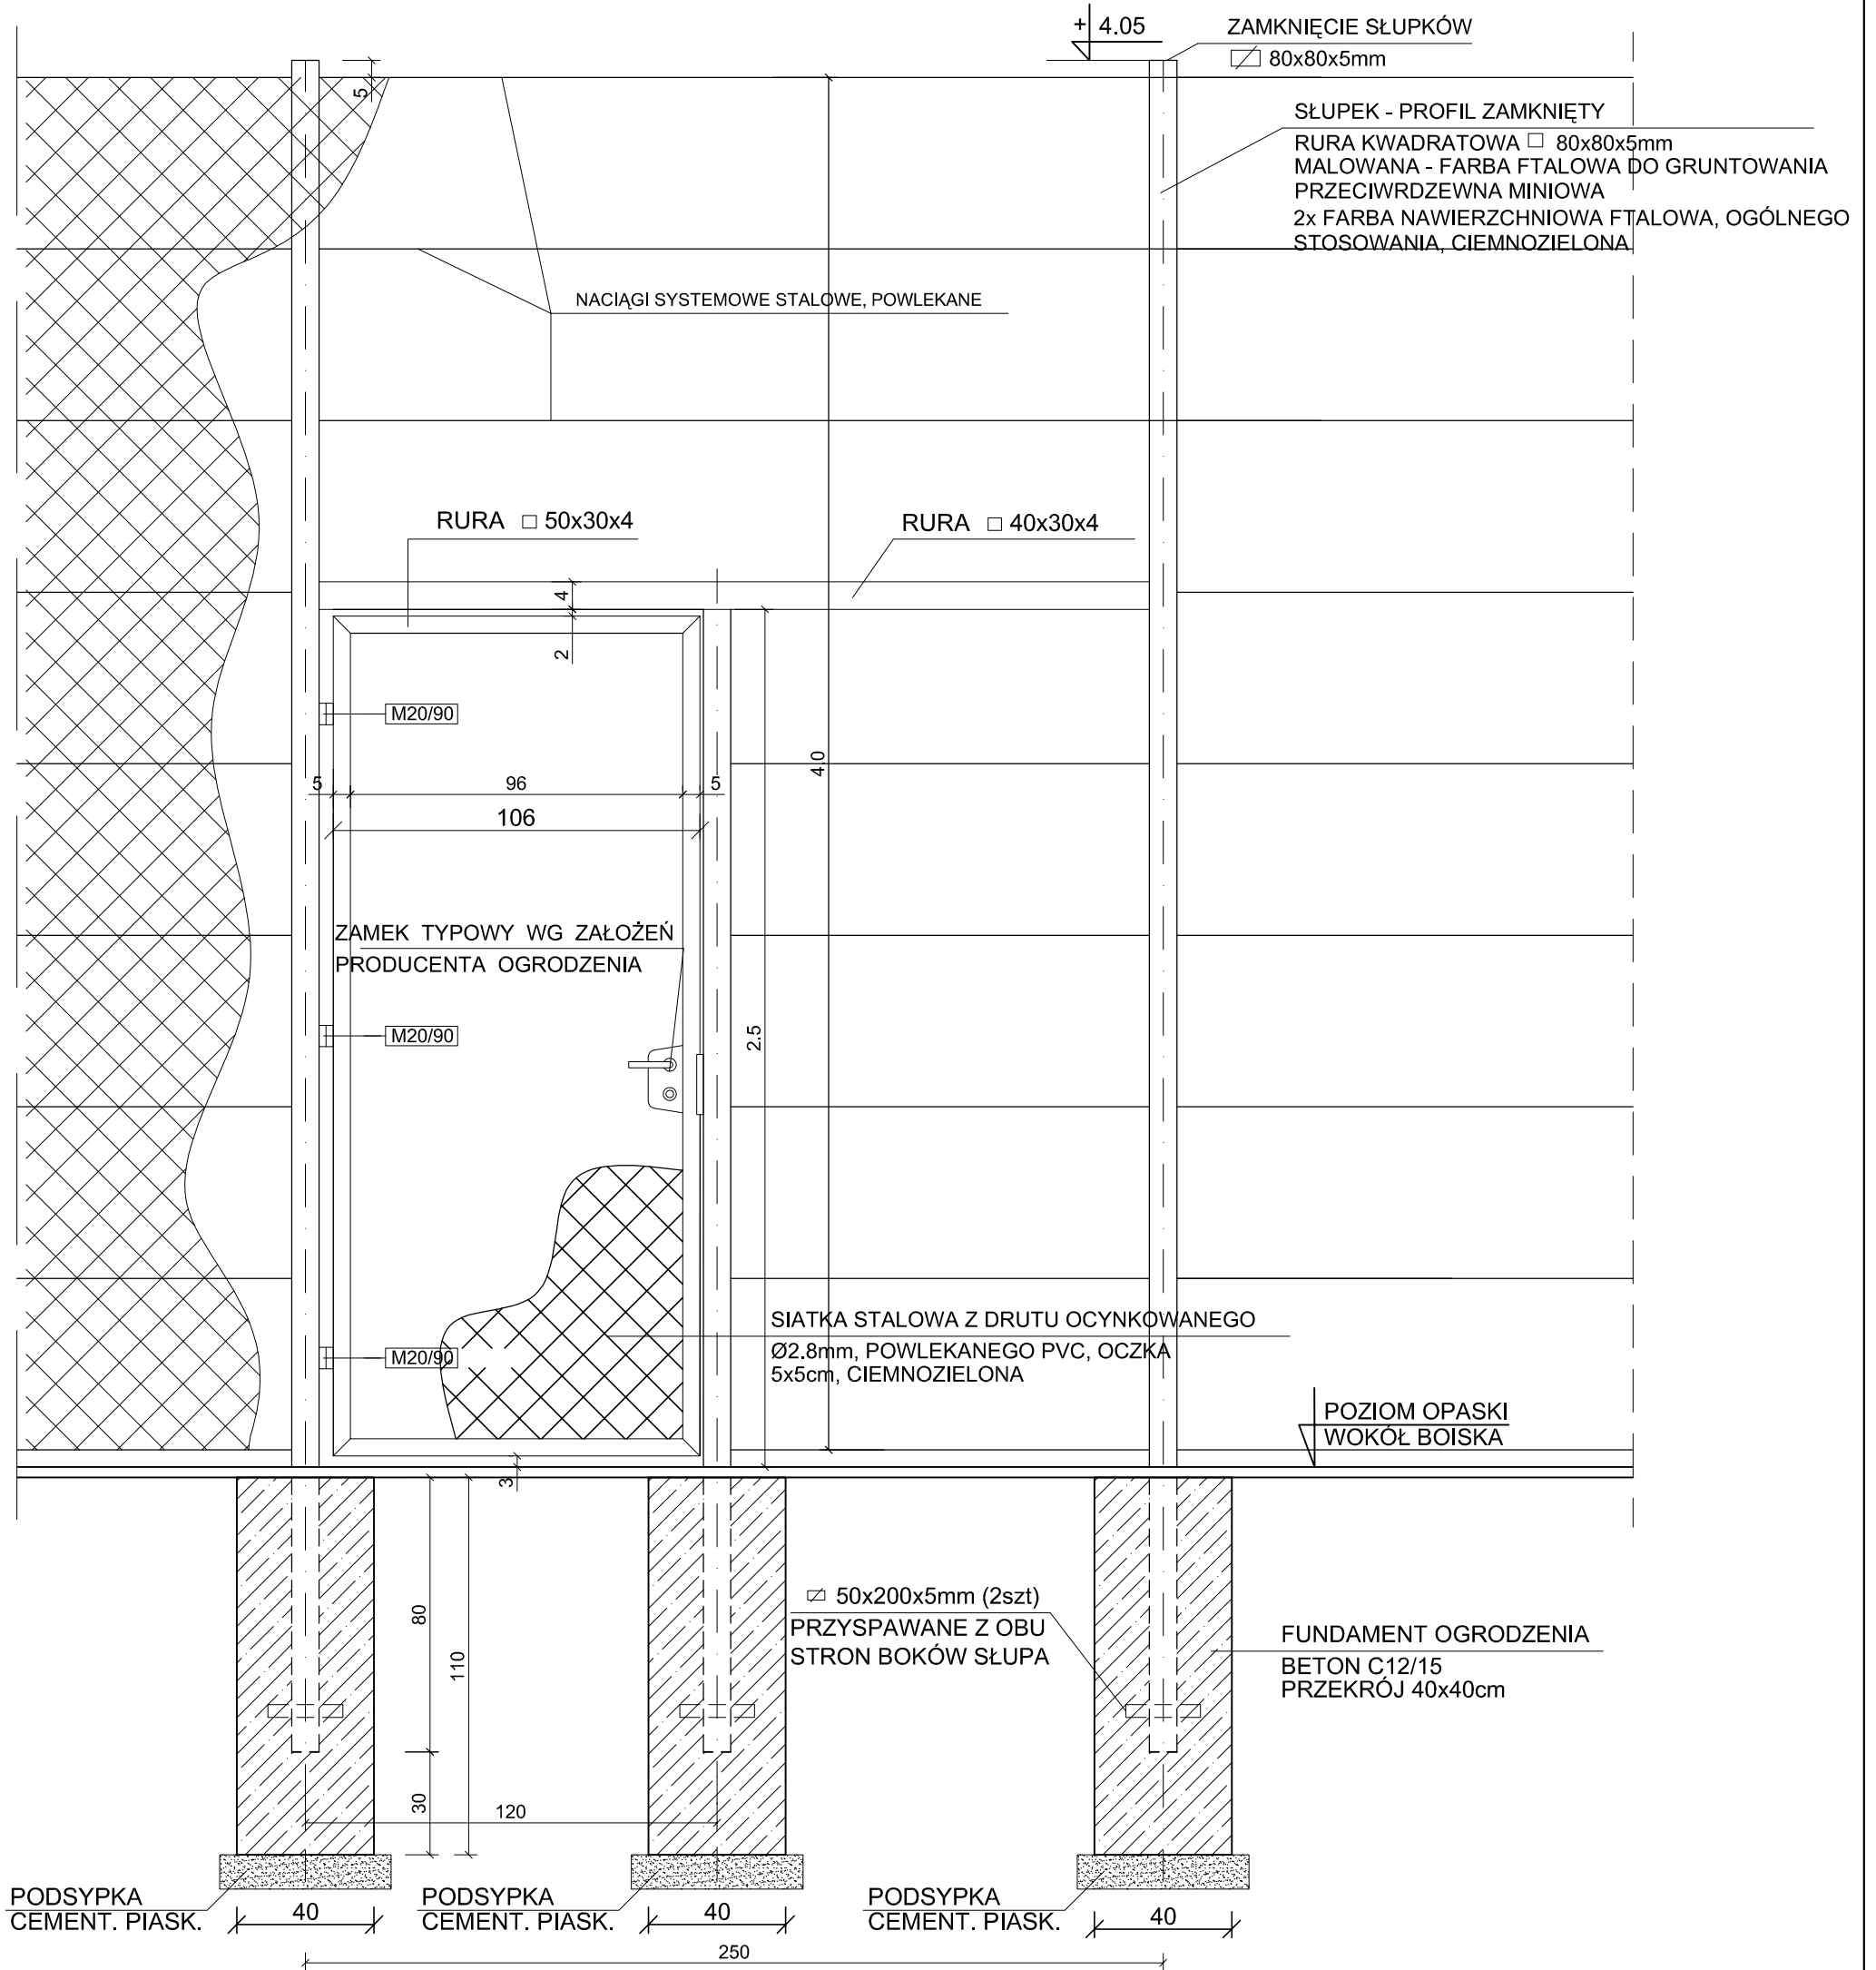 + 4.05
ZAMKNIĘCIE SŁUPKÓW
80x80x5mm
5
SŁUPEK - PROFIL ZAMKNIĘTY
RURA KWADRATOWA □ 80x80x5mm
MALOWANA - FARBA FTALOWA DO GRUNTOWANIA
PRZECIWRDZEWNA MINIOWA
2x FARBA NAWIERZCHNIOWA FTALOWA, OGÓLNEGO
STOSOWANIA, CIEMNOZIELONA
NACIĄGI SYSTEMOWE STALOWE, POWLEKANE
RURA □ 50x30x4
RURA □ 40x30x4
4
2
M20/90
4.0
5
96
5
106
ZAMEK TYPOWY WG ZAŁOŻEŃ
PRODUCENTA OGRODZENIA
M20/90
2.5
SIATKA STALOWA Z DRUTU OCYNKOWANEGO
Ø2.8mm, POWLEKANEGO PVC, OCZKA
5x5cm, CIEMNOZIELONA
M20/90
POZIOM OPASKI
WOKÓŁ BOISKA
3
80
110
50x200x5mm (2szt)
PRZYSPAWANE Z OBU
STRON BOKÓW SŁUPA
FUNDAMENT OGRODZENIA
BETON C12/15
PRZEKRÓJ 40x40cm
30
120
PODSYPKA
CEMENT. PIASK.
40
PODSYPKA
CEMENT. PIASK.
40
PODSYPKA
CEMENT. PIASK.
40
250